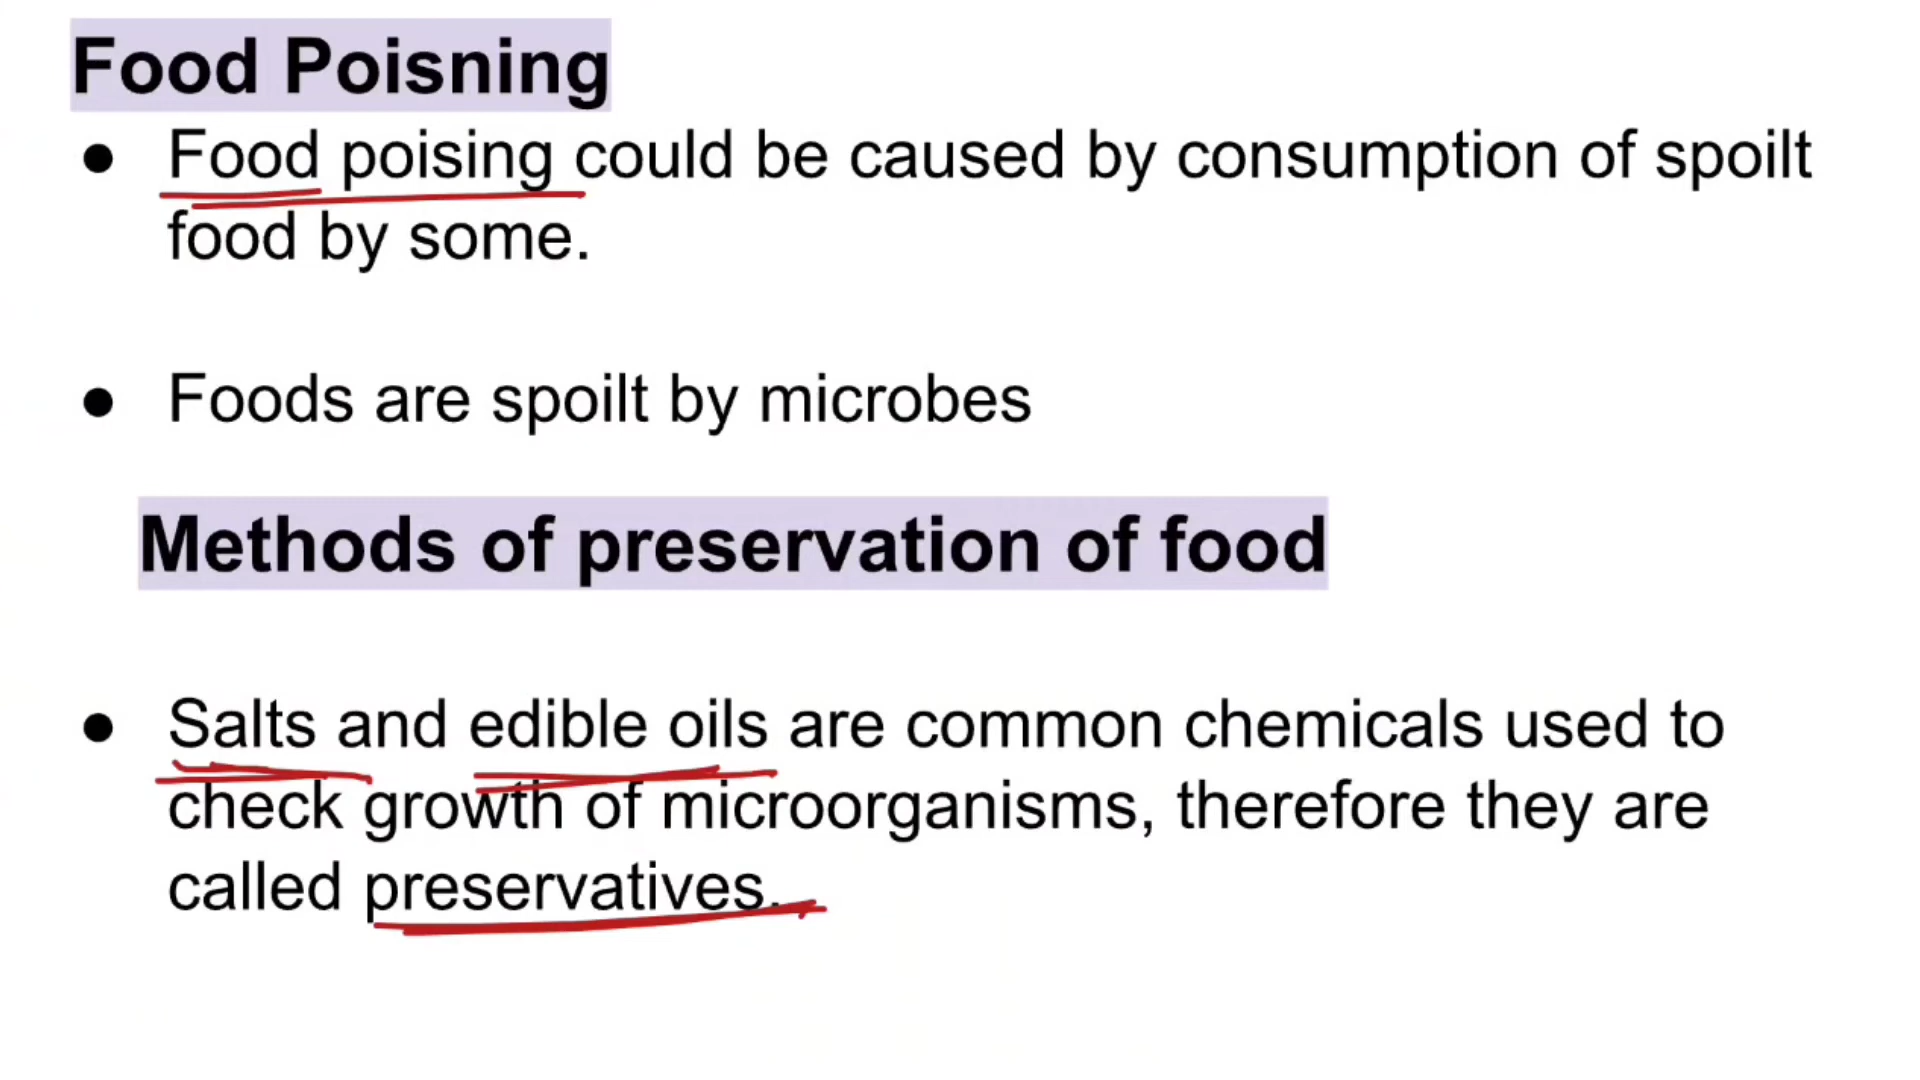 Food Poisning
● Food poising could be caused by consumption of spoilt
food by some.
● Foods are spoilt by microbes
Methods of preservation of food
● Salts and edible oils are common chemicals used to
check growth of microorganisms, therefore they are
called preservatives.